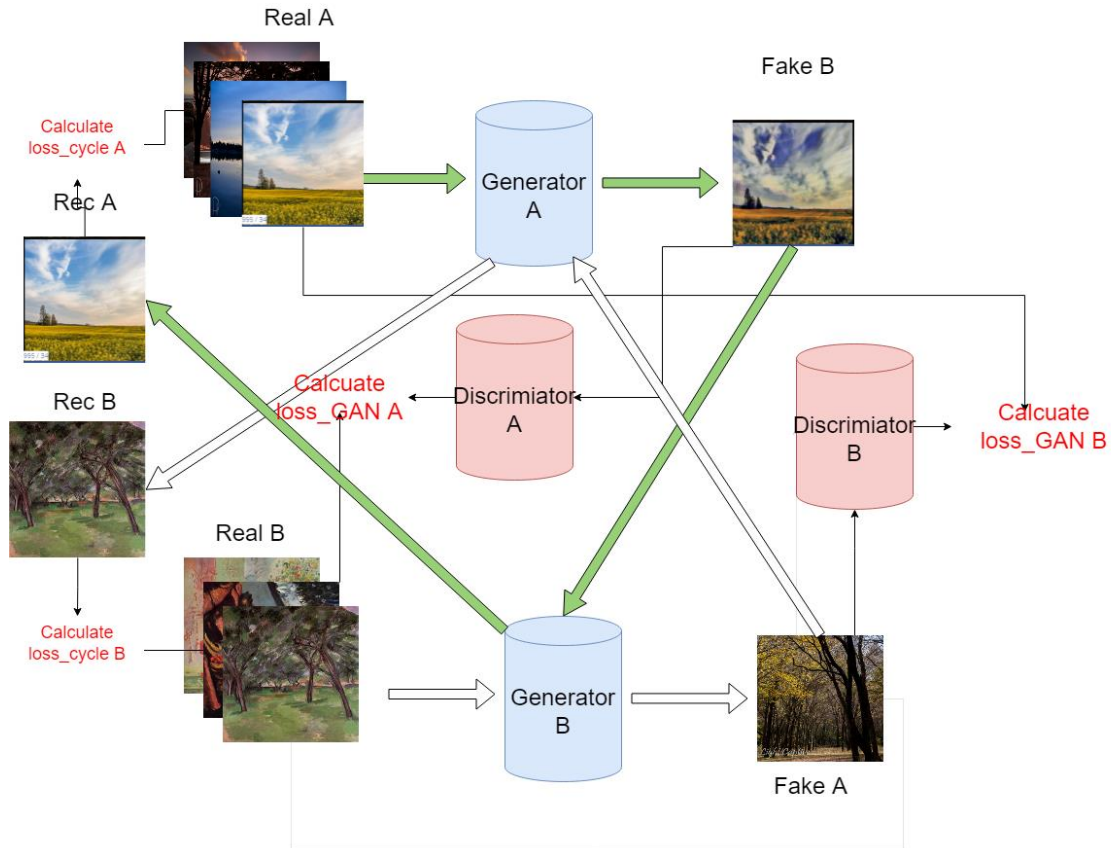 Real A
Fake B
Calculate
loss_cycle A
Rec A
Generator
A
Rec B
Calcuate
loss_GAN A
Discrimiator
A
Discrimiator
B
Calcuate
loss_GAN B
Real B
Calculate
loss_cycle B
Generator
B
Fake A